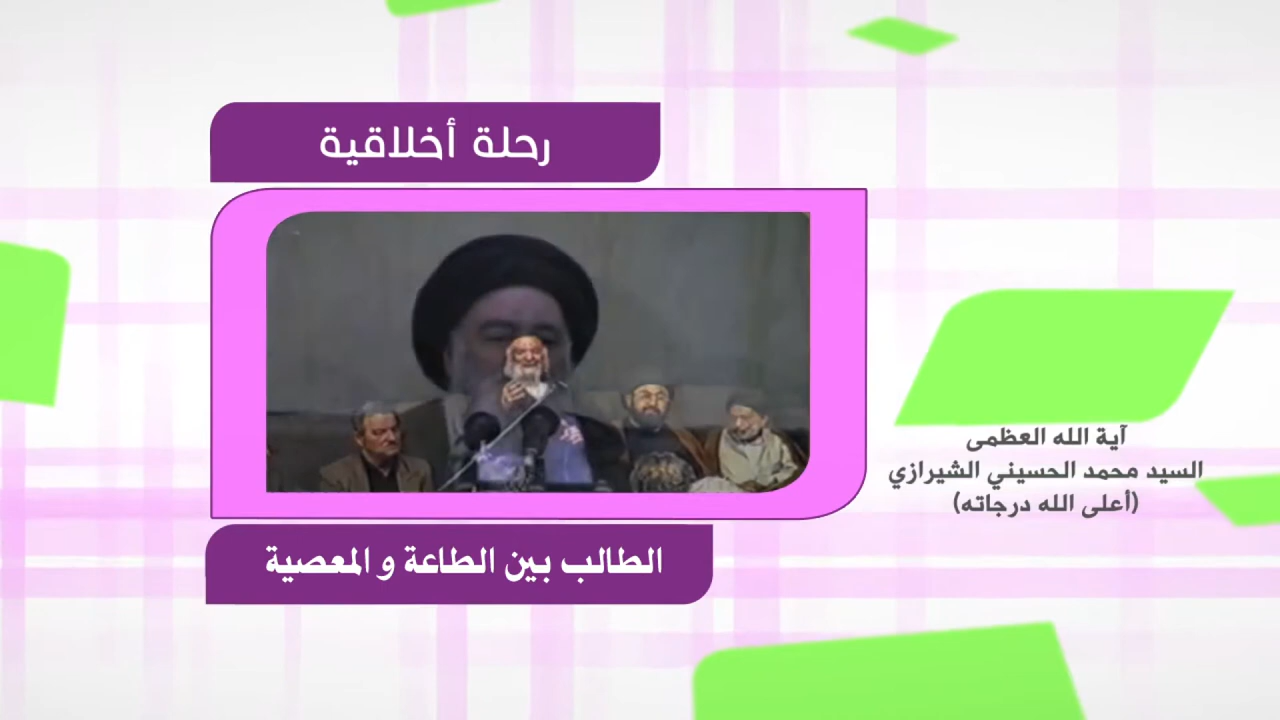 رحلة أخلاقية
آية الله العظمى
السيد محمد الحسيني الشيرازي
(أعلى الله درجاته)
الطالب بين الطاعة و المعصية